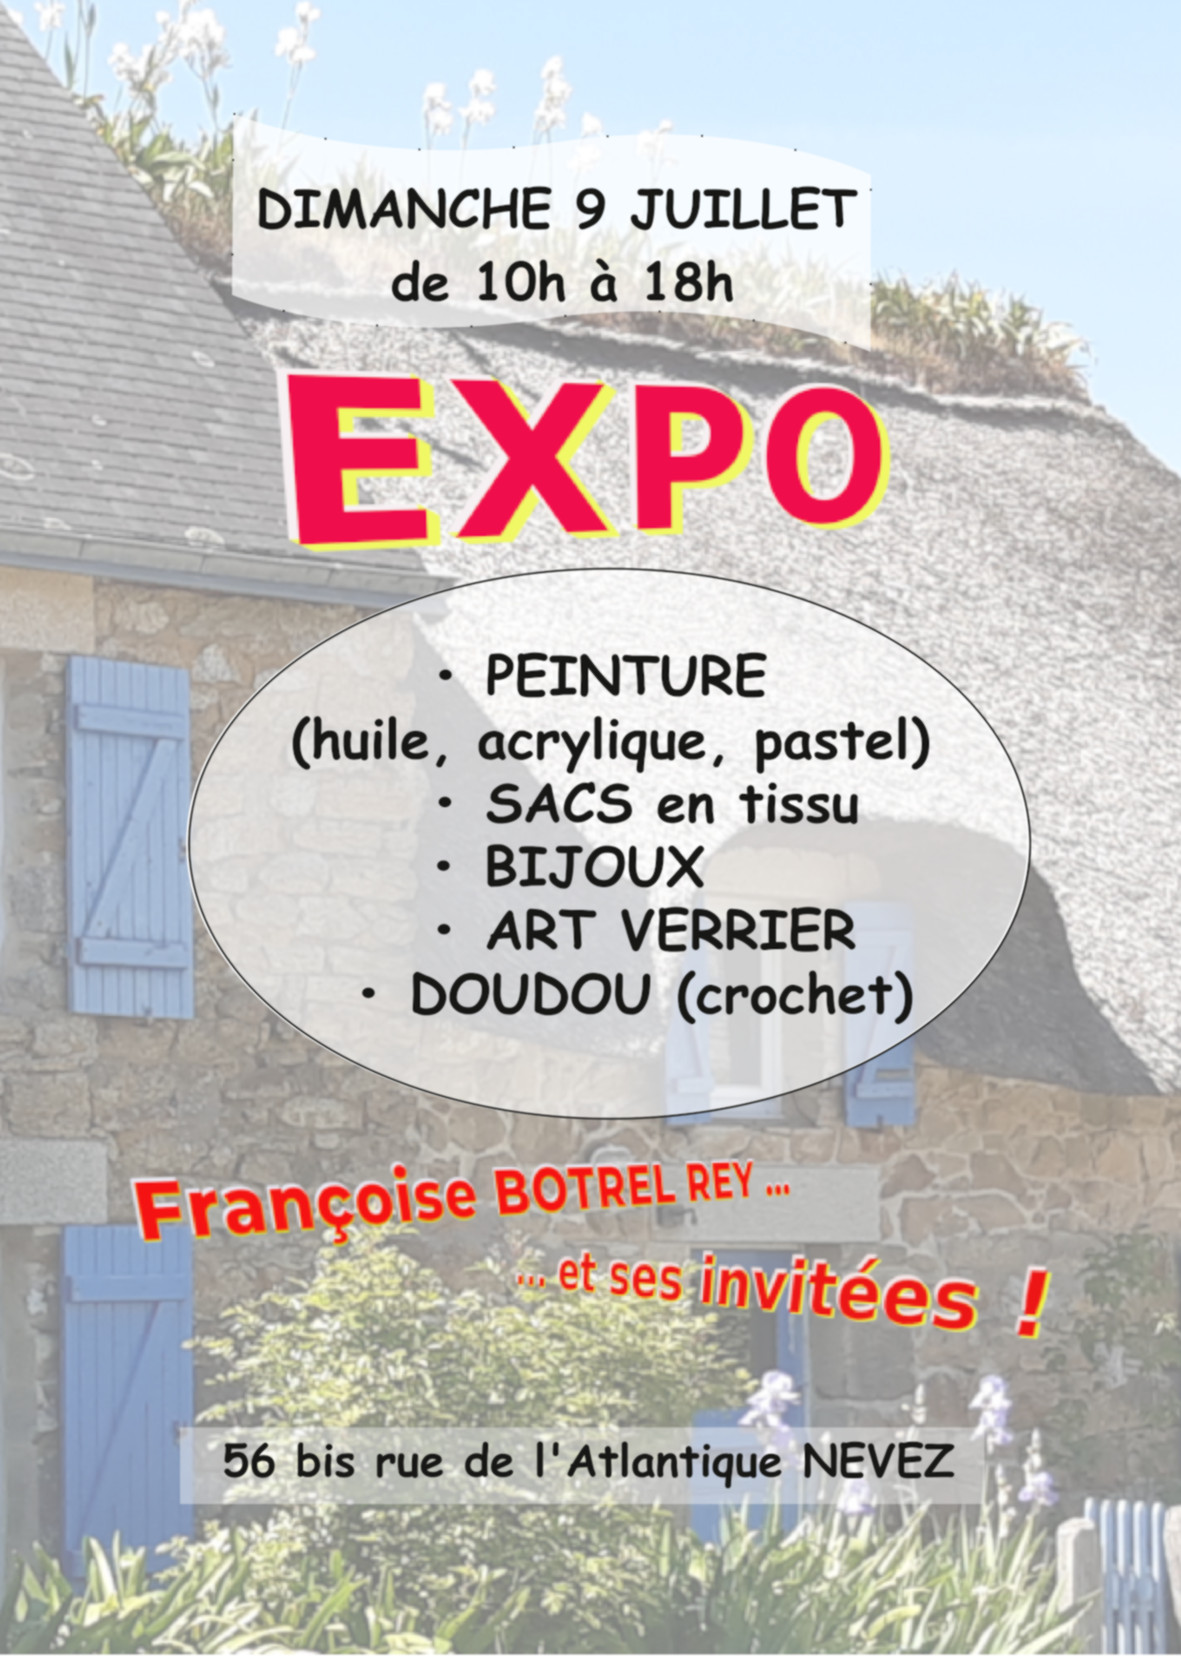 DIMANCHE 9 JUILLET
de 10h à 18h
EXPO
• PEINTURE
(huile, acrylique, pastel)
• SACS en tissu
• BIJOUX
• ART VERRIER
• DOUDOU (crochet)
Françoise BOTREL REY ...
... et ses invitées !
56 bis rue de l'Atlantique NEVEZ